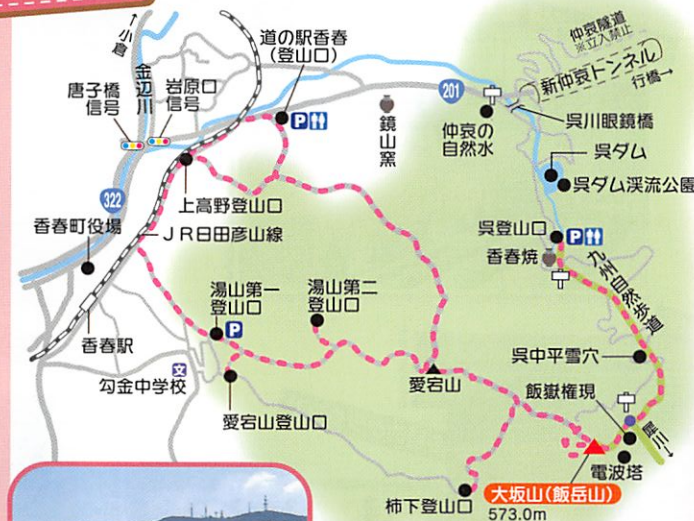 ↑小倉
金辺川
唐子橋
信号
岩原口
信号
道の駅香春
(登山口)
P
鏡山窯
201
仲哀の
自然水
仲哀隧道
※立入禁止
新仲哀トンネル
行橋→
呉川眼鏡橋
呉ダム
呉ダム渓流公園
呉登山口
P
香春焼
九州自然歩道
322
香春町役場
上高野登山口
JR日田彦山線
香春駅
湯山第一
登山口
P
湯山第二
登山口
文
勾金中学校
愛宕山登山口
愛宕山
呉中平雪穴
飯嶽権現
犀川→
電波塔
柿下登山口
大坂山(飯岳山)
573.0m